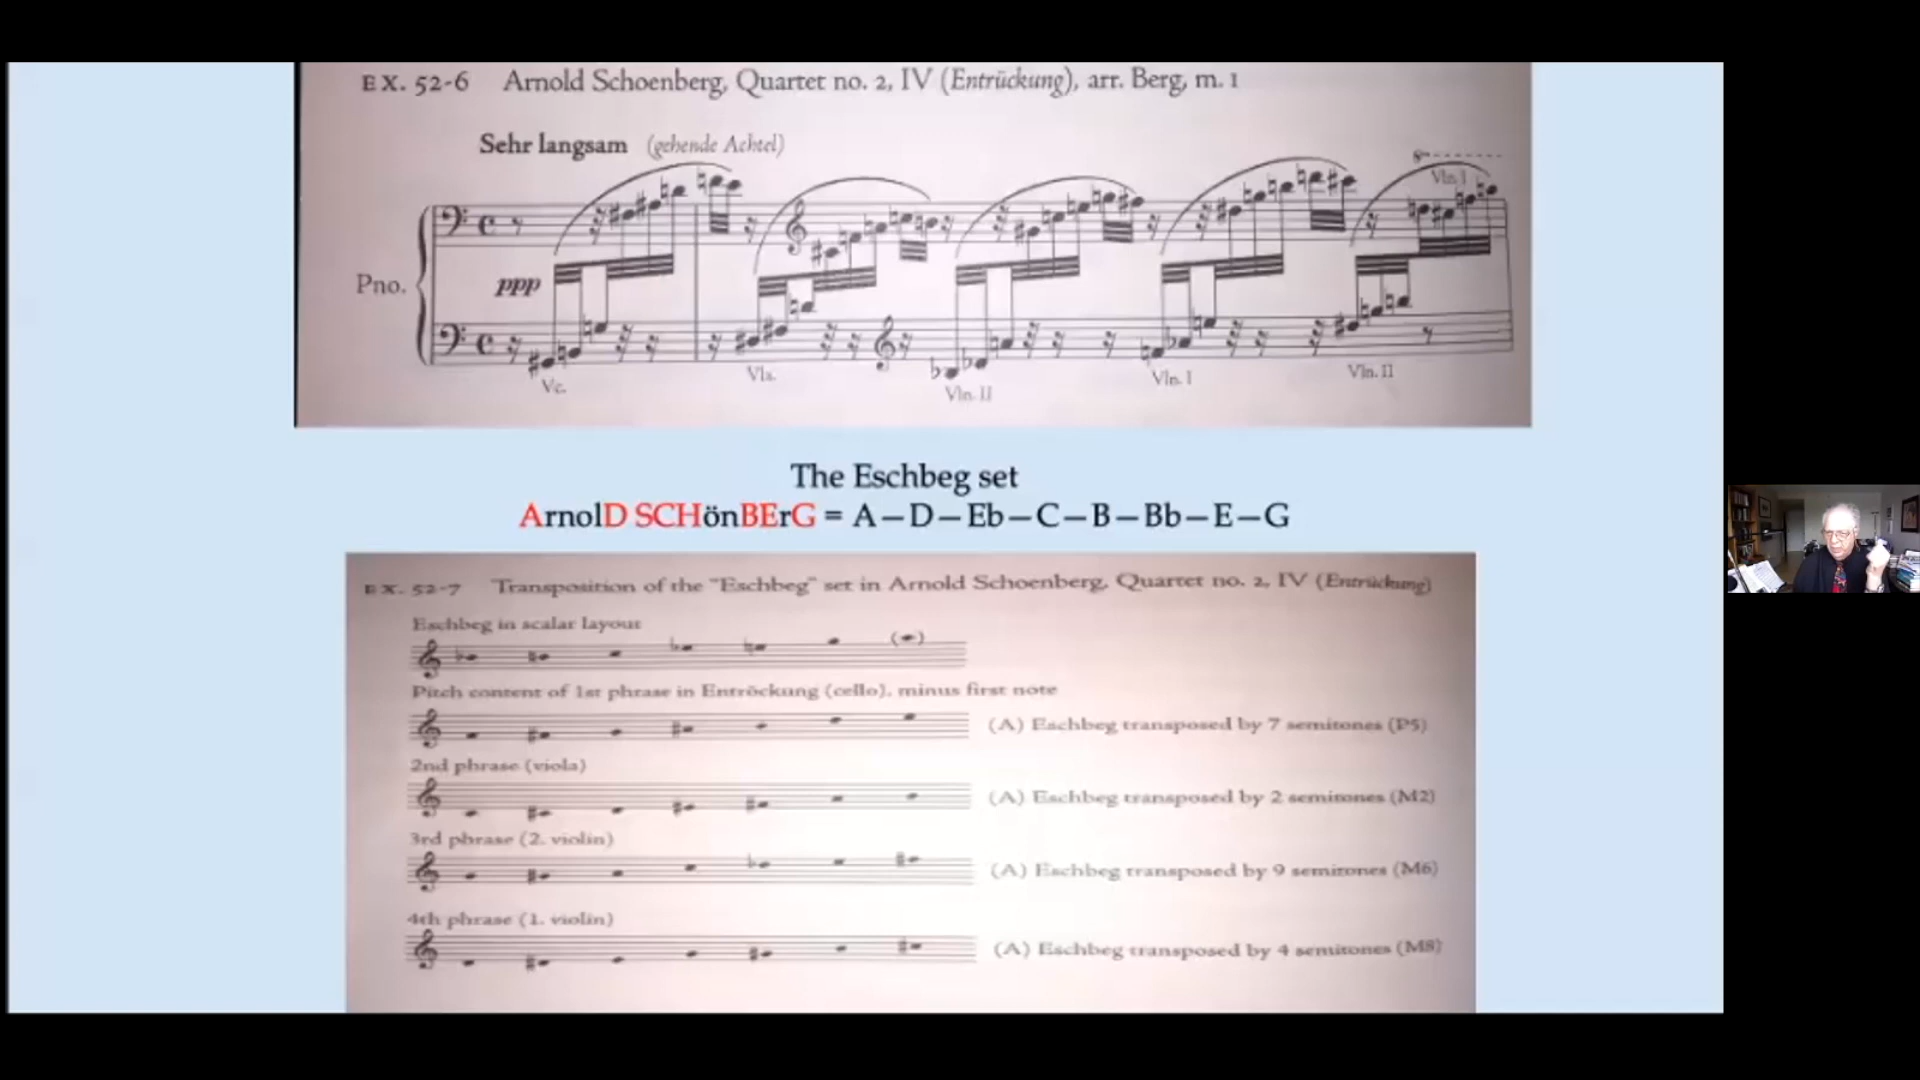 EX. 52-6 Arnold Schoenberg, Quartet no. 2, IV (Entrückung), arr. Berg, m. 1
Sehr langsam (gehende Achtel)
8va
Vln. I
Pno.
ppp
Vc.
Vla.
Vln. II
Vln. I
Vln. II
The Eschbeg set
ArnolD SCHönBErG = A – D – Eb – C – B – Bb – E – G
EX. 52-7 Transposition of the "Eschbeg" set in Arnold Schoenberg, Quartet no. 2, IV (Entrückung)
Eschbeg in scalar layout
Pitch content of 1st phrase in Entröckung (cello), minus first note
(A) Eschbeg transposed by 7 semitones (P5)
2nd phrase (viola)
(A) Eschbeg transposed by 2 semitones (M2)
3rd phrase (2. violin)
(A) Eschbeg transposed by 9 semitones (M6)
4th phrase (1. violin)
(A) Eschbeg transposed by 4 semitones (M8)